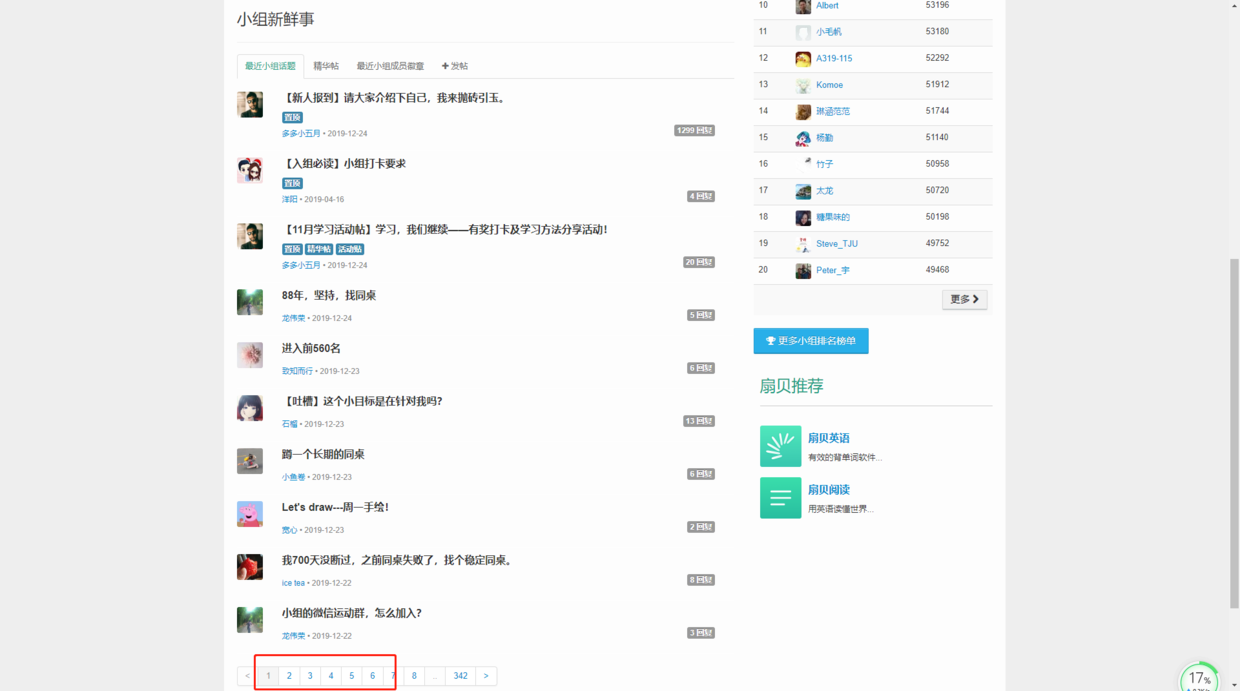 小组新鲜事
最近小组话题 精华帖 最近小组成员徽章 发帖
【新人报到】请大家介绍下自己，我来抛砖引玉。
置顶
多多小五月 • 2019-12-24
1299 回复
【入组必读】小组打卡要求
置顶
洋阳 • 2019-04-16
4 回复
【11月学习活动帖】学习，我们继续——有奖打卡及学习方法分享活动！
置顶 精华帖 活动贴
多多小五月 • 2019-12-24
20 回复
88年，坚持，找同桌
龙伟荣 • 2019-12-24
5 回复
进入前560名
致知而行 • 2019-12-23
6 回复
【吐槽】这个小目标是在针对我吗？
石榴 • 2019-12-23
13 回复
蹲一个长期的同桌
小鱼卷 • 2019-12-23
6 回复
Let's draw---周一手绘！
宽心 • 2019-12-23
2 回复
我700天没断过，之前同桌失败了，找个稳定同桌。
ice tea • 2019-12-22
8 回复
小组的微信运动群，怎么加入？
龙伟荣 • 2019-12-22
3 回复
< 1 2 3 4 5 6 7 8 ... 342 >
10 Albert 53196
11 小毛机 53180
12 A319-115 52292
13 Komoe 51912
14 琳涵范范 51744
15 杨勤 51140
16 竹子 50958
17 太龙 50720
18 糖果味的 50198
19 Steve_TJU 49752
20 Peter_宇 49468
更多
更多小组排名榜单
扇贝推荐
扇贝英语
有效的背单词软件...
扇贝阅读
用英语读懂世界...
17%